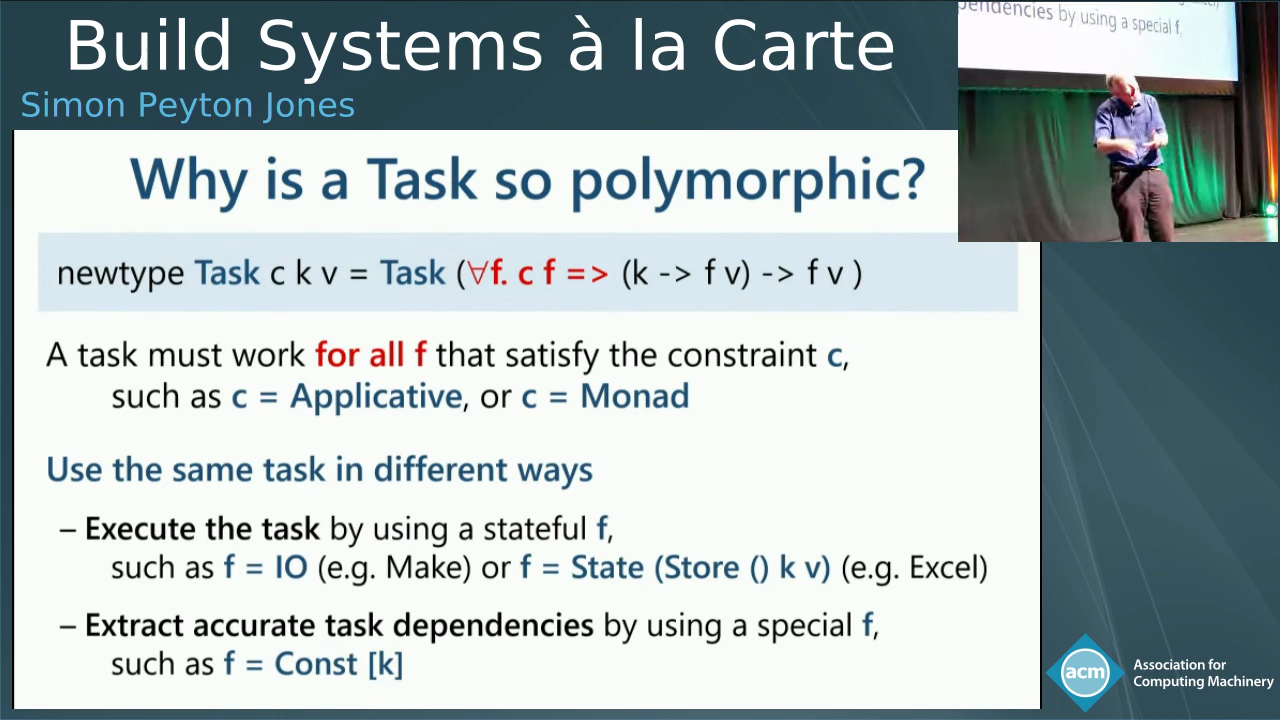 Build Systems à la Carte
Simon Peyton Jones
Why is a Task so polymorphic?
newtype Task c k v = Task (∀f. c f => (k -> f v) -> f v )
A task must work for all f that satisfy the constraint c,
such as c = Applicative, or c = Monad
Use the same task in different ways
– Execute the task by using a stateful f,
such as f = IO (e.g. Make) or f = State (Store () k v) (e.g. Excel)
– Extract accurate task dependencies by using a special f,
such as f = Const [k]
pendencies by using a special f,
acm
Association for
Computing Machinery